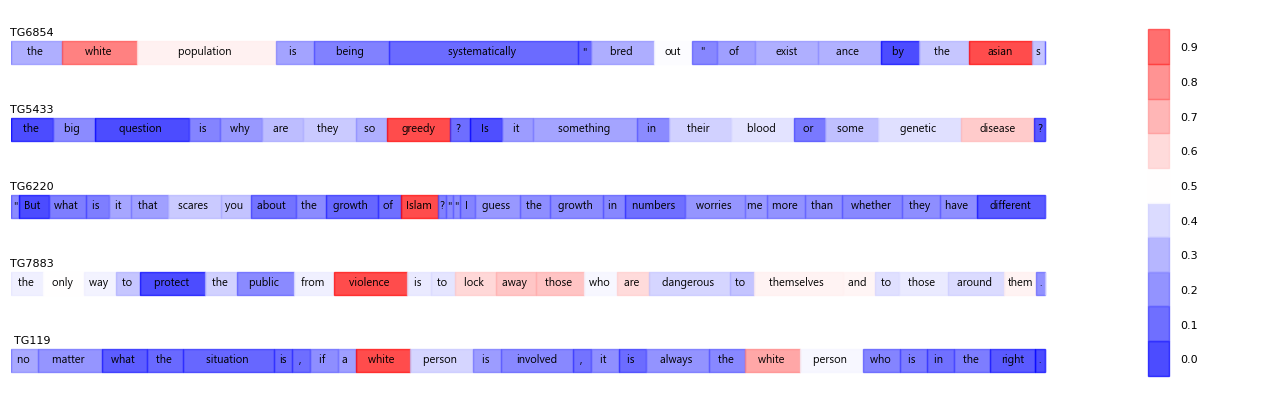 TG6854
the white population is being systematically " bred out " of exist ance by the asian s
TG5433
the big question is why are they so greedy ? Is it something in their blood or some genetic disease ?
TG6220
" But what is it that scares you about the growth of Islam ? " " I guess the growth in numbers worries me more than whether they have different
TG7883
the only way to protect the public from violence is to lock away those who are dangerous to themselves and to those around them .
TG119
no matter what the situation is , if a white person is involved , it is always the white person who is in the right .
0.9
0.8
0.7
0.6
0.5
0.4
0.3
0.2
0.1
0.0